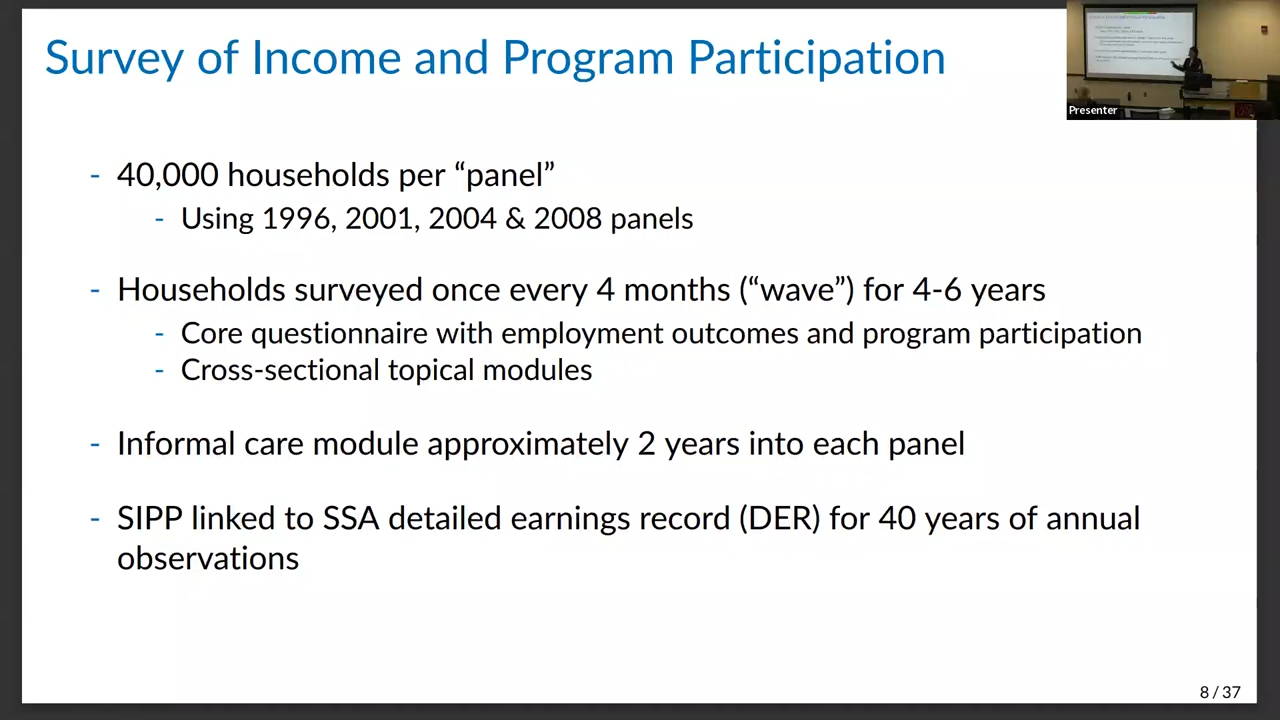 Survey of Income and Program Participation
Presenter
- 40,000 households per “panel”
- Using 1996, 2001, 2004 & 2008 panels
- Households surveyed once every 4 months (“wave”) for 4-6 years
- Core questionnaire with employment outcomes and program participation
- Cross-sectional topical modules
- Informal care module approximately 2 years into each panel
- SIPP linked to SSA detailed earnings record (DER) for 40 years of annual
observations
8 / 37